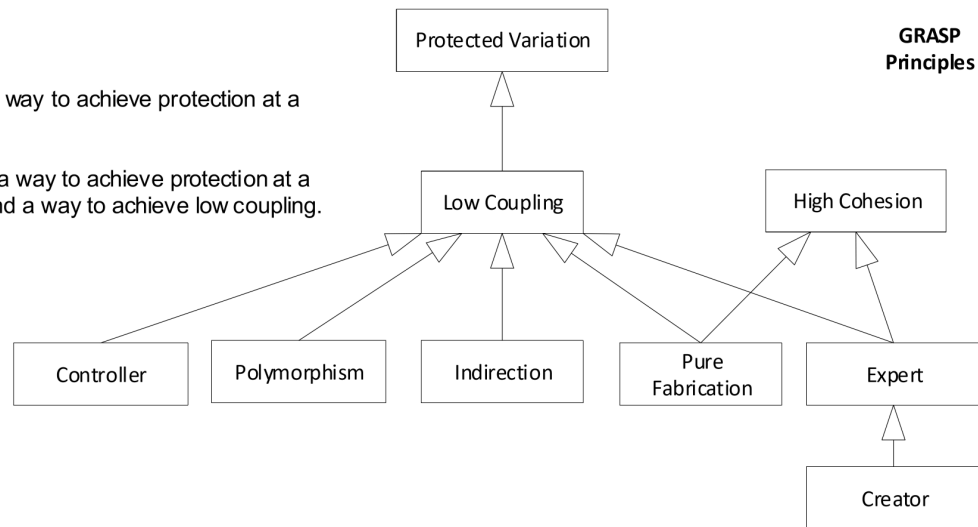 Protected Variation
GRASP
Principles
way to achieve protection at a
a way to achieve protection at a
nd a way to achieve low coupling.
Low Coupling
High Cohesion
Controller
Polymorphism
Indirection
Pure
Fabrication
Expert
Creator